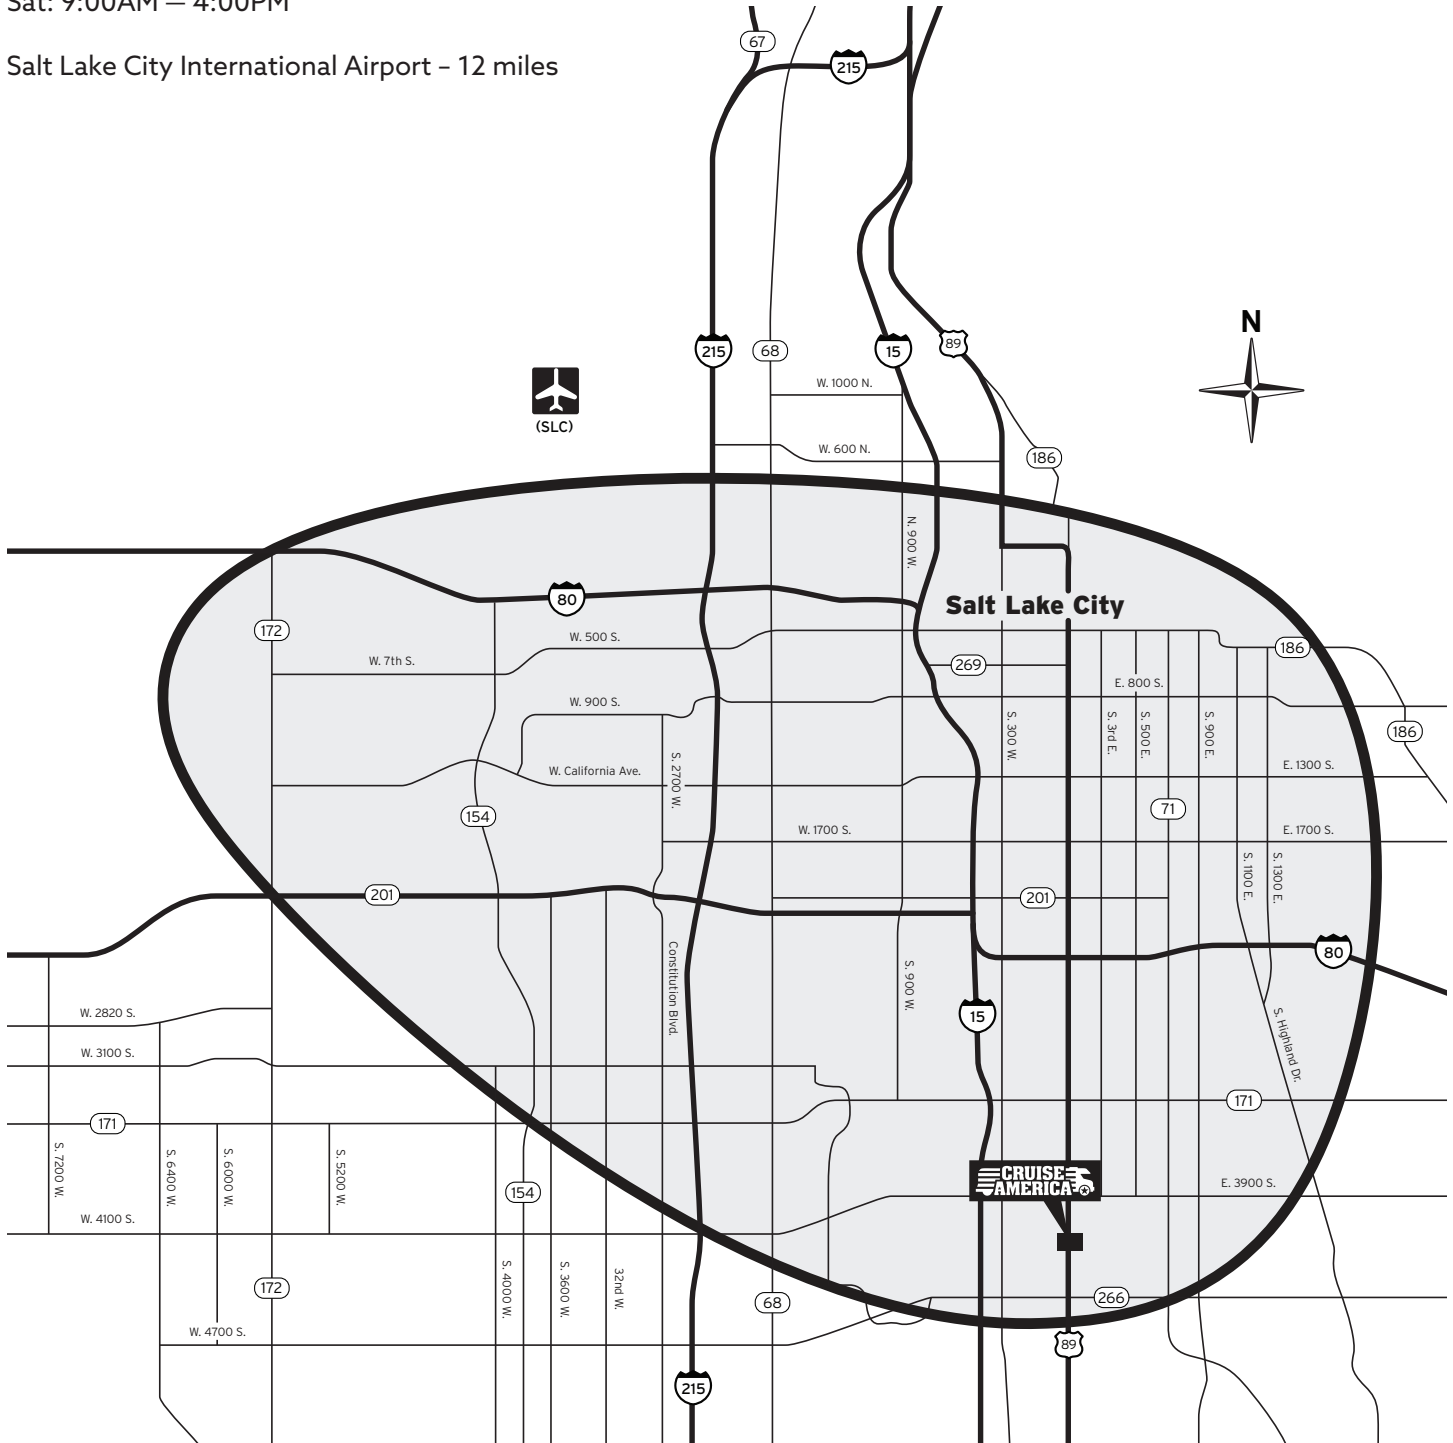 Sat: 9:00AM — 4:00PM
Salt Lake City International Airport – 12 miles
67
215
N
215
68
15
89
(SLC)
W. 1000 N.
W. 600 N.
186
N. 900 W.
80
Salt Lake City
172
W. 500 S.
W. 7th S.
269
186
E. 800 S.
W. 900 S.
S. 300 W.
S. 3rd E.
S. 500 E.
S. 900 E.
186
W. California Ave.
S. 2700 W.
E. 1300 S.
154
71
W. 1700 S.
E. 1700 S.
S. 1100 E.
S. 1300 E.
201
201
Constitution Blvd.
S. 900 W.
80
W. 2820 S.
15
S. Highland Dr.
W. 3100 S.
171
171
S. 7200 W.
S. 6400 W.
S. 6000 W.
S. 5200 W.
154
CRUISE
AMERICA
E. 3900 S.
W. 4100 S.
172
S. 4000 W.
S. 3600 W.
32nd W.
68
266
W. 4700 S.
89
215